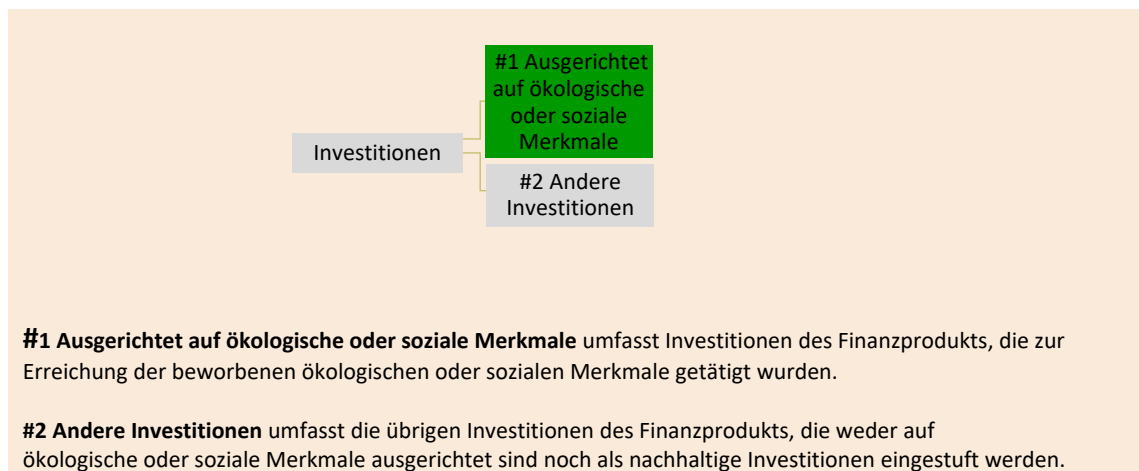 #1 Ausgerichtet
auf ökologische
oder soziale
Merkmale
Investitionen
#2 Andere
Investitionen
#1 Ausgerichtet auf ökologische oder soziale Merkmale umfasst Investitionen des Finanzprodukts, die zur
Erreichung der beworbenen ökologischen oder sozialen Merkmale getätigt wurden.
#2 Andere Investitionen umfasst die übrigen Investitionen des Finanzprodukts, die weder auf
ökologische oder soziale Merkmale ausgerichtet sind noch als nachhaltige Investitionen eingestuft werden.